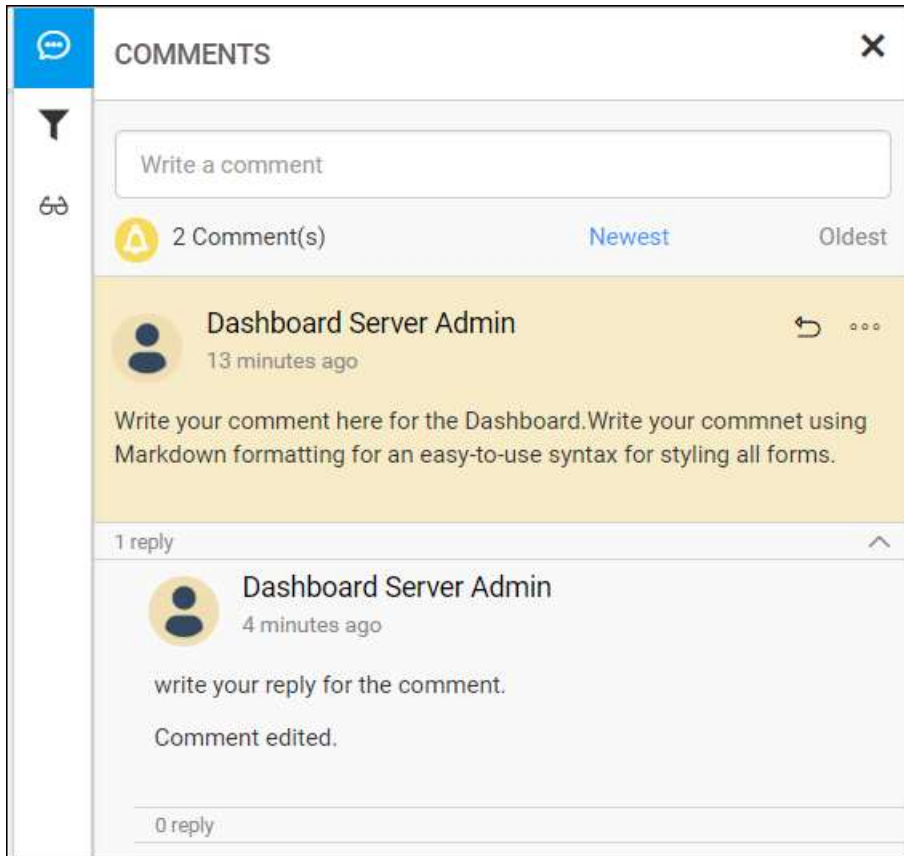 COMMENTS
Write a comment
2 Comment(s) Newest Oldest
Dashboard Server Admin
13 minutes ago
Write your comment here for the Dashboard.Write your commnet using
Markdown formatting for an easy-to-use syntax for styling all forms.
1 reply
Dashboard Server Admin
4 minutes ago
write your reply for the comment.
Comment edited.
0 reply